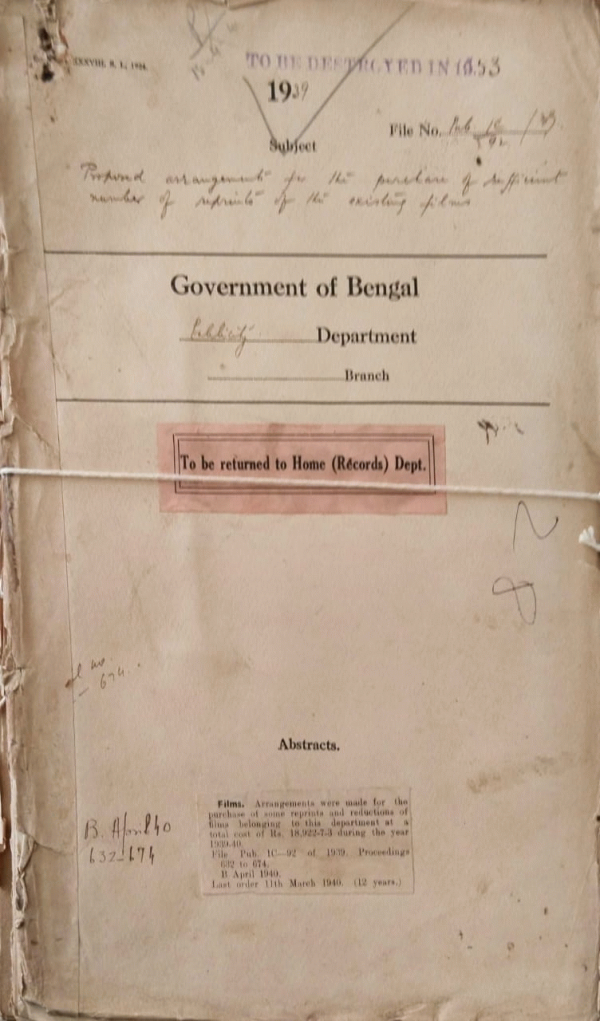 XXXVIII. R. 1, 1934.
TO BE DESTROYED IN 1953
1939
File No. Pub 1C/92 /39
Subject
Proposed arrangements for the purchase of sufficient
number of reprints of the existing films
Government of Bengal
Publicity Department
Branch
To be returned to Home (Records) Dept.
674
Abstracts.
Films. Arrangements were made for the
purchase of some reprints and reductions of
films belonging to this department at a
total cost of Rs. 18,922-7-3 during the year
1939-40.
File Pub. 1C—92 of 1939. Proceedings
632 to 674.
B April 1940.
Last order 11th March 1940. (12 years.)
B. April 40
632-674